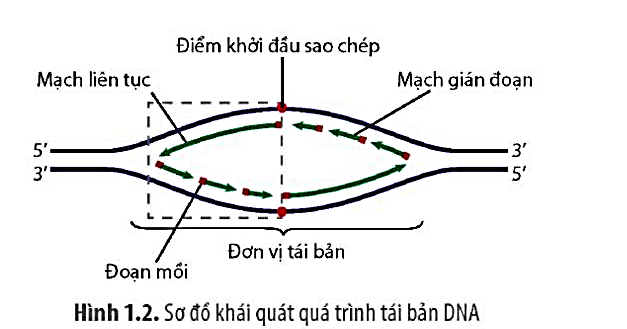 Điểm khởi đầu sao chép
Mạch liên tục
Mạch gián đoạn
5′
3′
3′
5′
Đơn vị tái bản
Đoạn mồi
Hình 1.2. Sơ đồ khái quát quá trình tái bản DNA